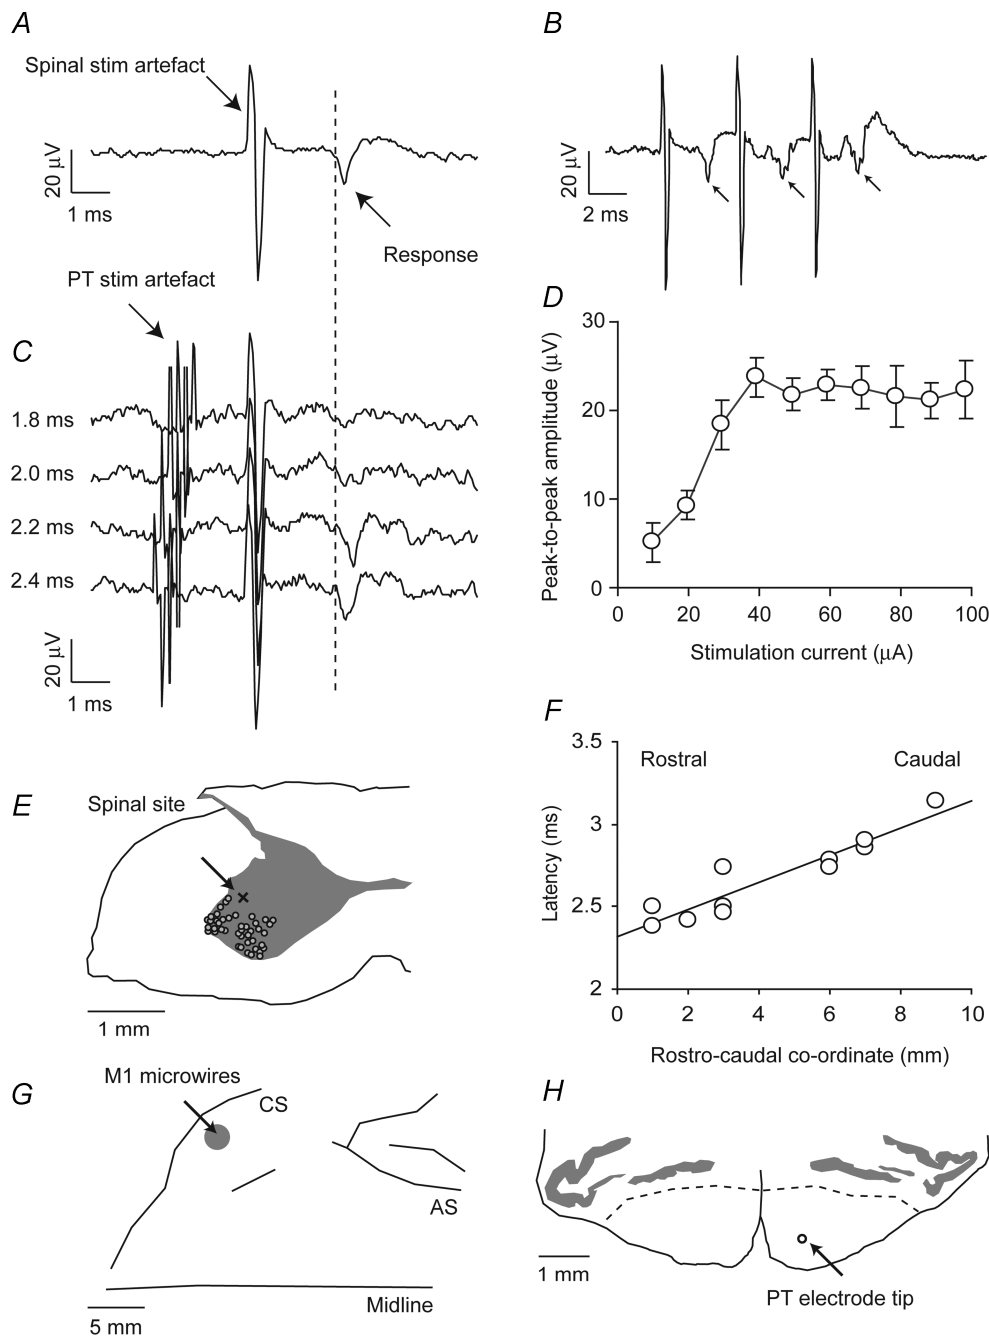 A
Spinal stim artefact
20 μV
1 ms
Response
B
20 μV
2 ms
PT stim artefact
C
1.8 ms
2.0 ms
2.2 ms
2.4 ms
20 μV
1 ms
D
Peak-to-peak amplitude (μV)
30
20
10
0
0 20 40 60 80 100
Stimulation current (μA)
E
Spinal site
1 mm
F
Latency (ms)
3.5
3
2.5
2
Rostral Caudal
0 2 4 6 8 10
Rostro-caudal co-ordinate (mm)
G
M1 microwires
CS
AS
Midline
5 mm
H
1 mm
PT electrode tip